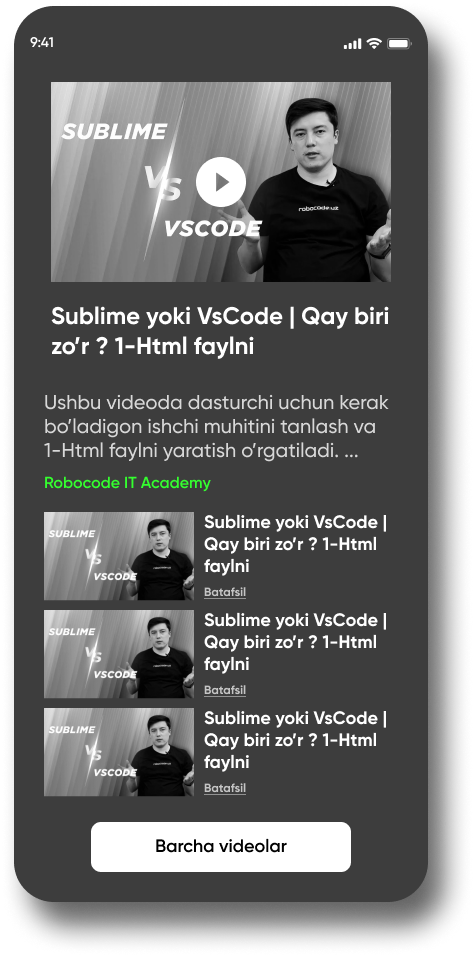 9:41
SUBLIME
VS
VSCODE
robocode.uz
Sublime yoki VsCode | Qay biri
zo’r ? 1-Html faylni
Ushbu videoda dasturchi uchun kerak
bo’ladigon ishchi muhitini tanlash va
1-Html faylni yaratish o’rgatiladi. ...
Robocode IT Academy
SUBLIME
VS
VSCODE
Sublime yoki VsCode |
Qay biri zo’r ? 1-Html
faylni
Batafsil
SUBLIME
VS
VSCODE
Sublime yoki VsCode |
Qay biri zo’r ? 1-Html
faylni
Batafsil
SUBLIME
VS
VSCODE
Sublime yoki VsCode |
Qay biri zo’r ? 1-Html
faylni
Batafsil
Barcha videolar